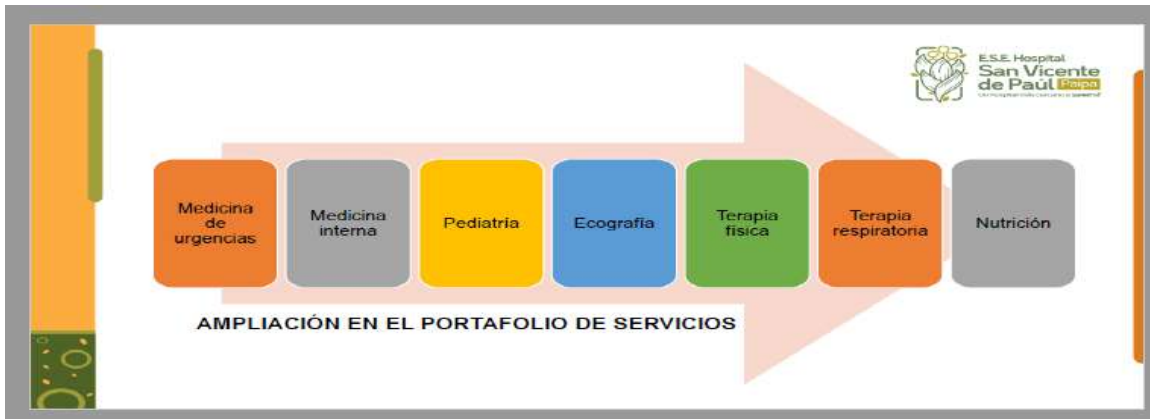 E.S.E. Hospital
San Vicente
de Paúl Paipa
Medicina
de
urgencias
Medicina
interna
Pediatría
Ecografía
Terapia
física
Terapia
respiratoria
Nutrición
AMPLIACIÓN EN EL PORTAFOLIO DE SERVICIOS